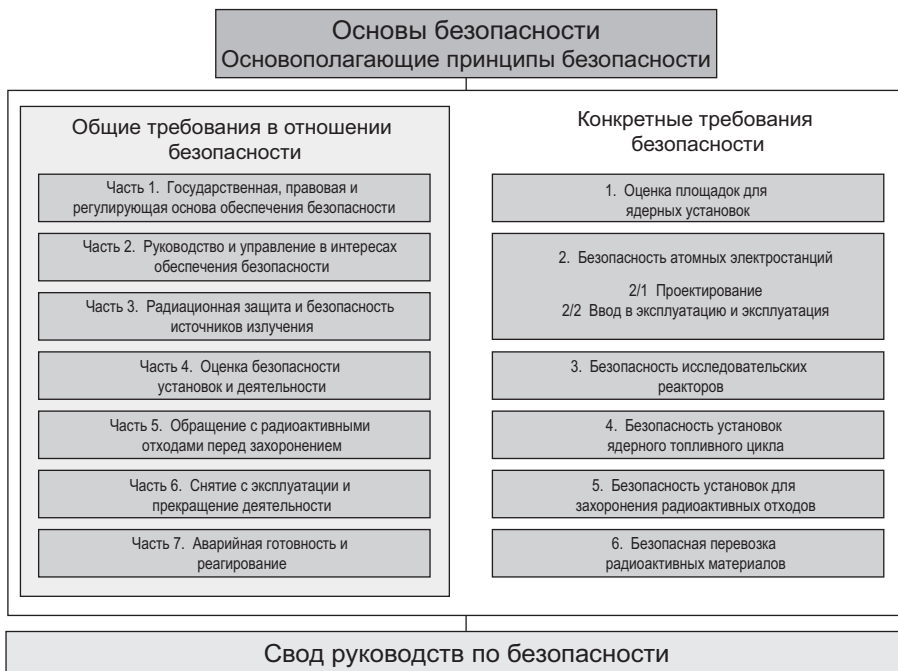 Основы безопасности
Основополагающие принципы безопасности
Общие требования в отношении
безопасности
Часть 1. Государственная, правовая и
регулирующая основа обеспечения безопасности
Часть 2. Руководство и управление в интересах
обеспечения безопасности
Часть 3. Радиационная защита и безопасность
источников излучения
Часть 4. Оценка безопасности
установок и деятельности
Часть 5. Обращение с радиоактивными
отходами перед захоронением
Часть 6. Снятие с эксплуатации и
прекращение деятельности
Часть 7. Аварийная готовность и
реагирование
Конкретные требования
безопасности
1. Оценка площадок для
ядерных установок
2. Безопасность атомных электростанций
2/1 Проектирование
2/2 Ввод в эксплуатацию и эксплуатация
3. Безопасность исследовательских
реакторов
4. Безопасность установок
ядерного топливного цикла
5. Безопасность установок для
захоронения радиоактивных отходов
6. Безопасная перевозка
радиоактивных материалов
Свод руководств по безопасности